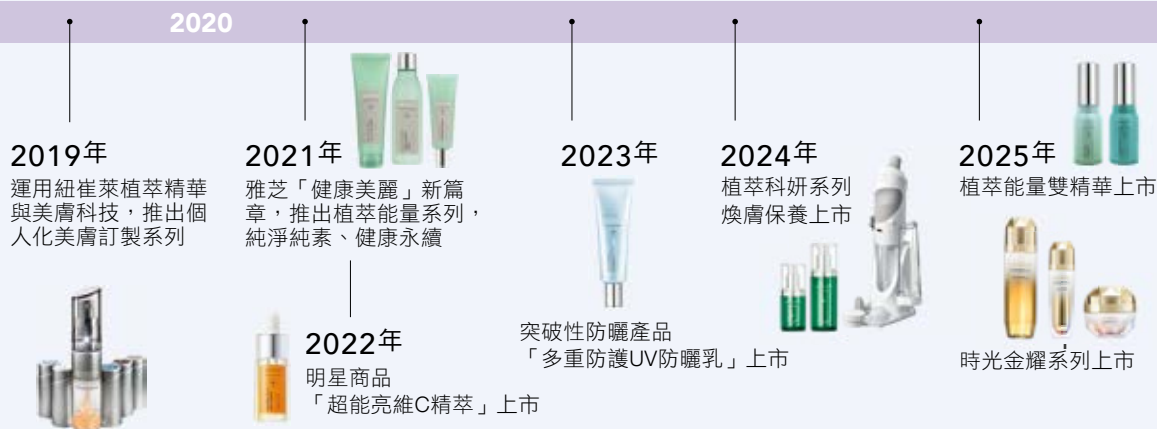 2020
2019年
運用紐崔萊植萃精華
與美膚科技，推出個
人化美膚訂製系列
2021年
雅芝「健康美麗」新篇
章，推出植萃能量系列，
純淨純素、健康永續
2022年
明星商品
「超能亮維C精萃」上市
2023年
突破性防曬產品
「多重防護UV防曬乳」上市
2024年
植萃科妍系列
煥膚保養上市
2025年
植萃能量雙精華上市
時光金耀系列上市